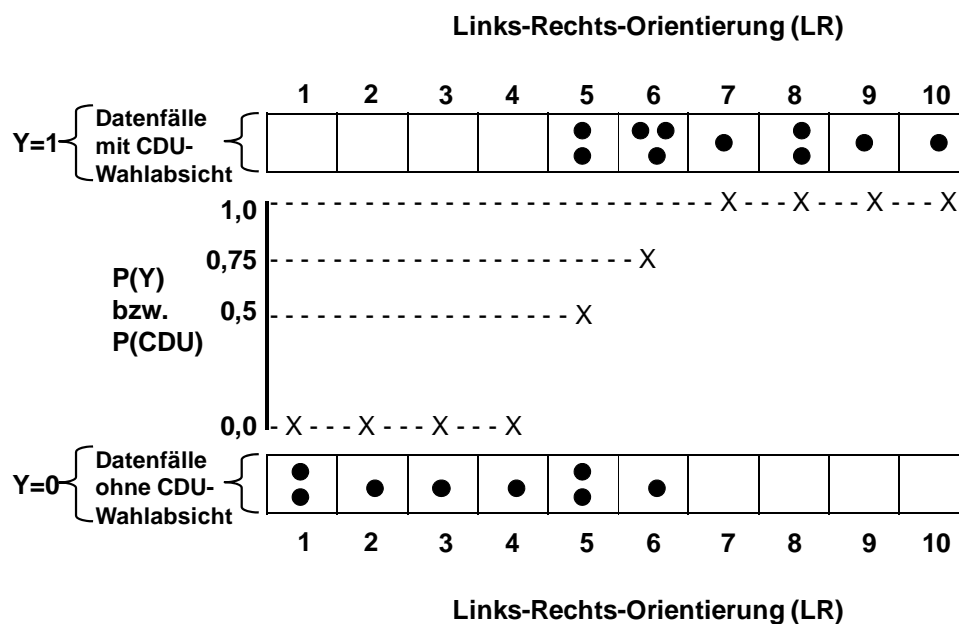 Links-Rechts-Orientierung (LR)
1 2 3 4 5 6 7 8 9 10
Y=1
Datenfälle
mit CDU-
Wahlabsicht
1,0 X X X X
0,75 X
P(Y)
bzw.
P(CDU)
0,5 X
0,0 X X X X
Y=0
Datenfälle
ohne CDU-
Wahlabsicht
1 2 3 4 5 6 7 8 9 10
Links-Rechts-Orientierung (LR)